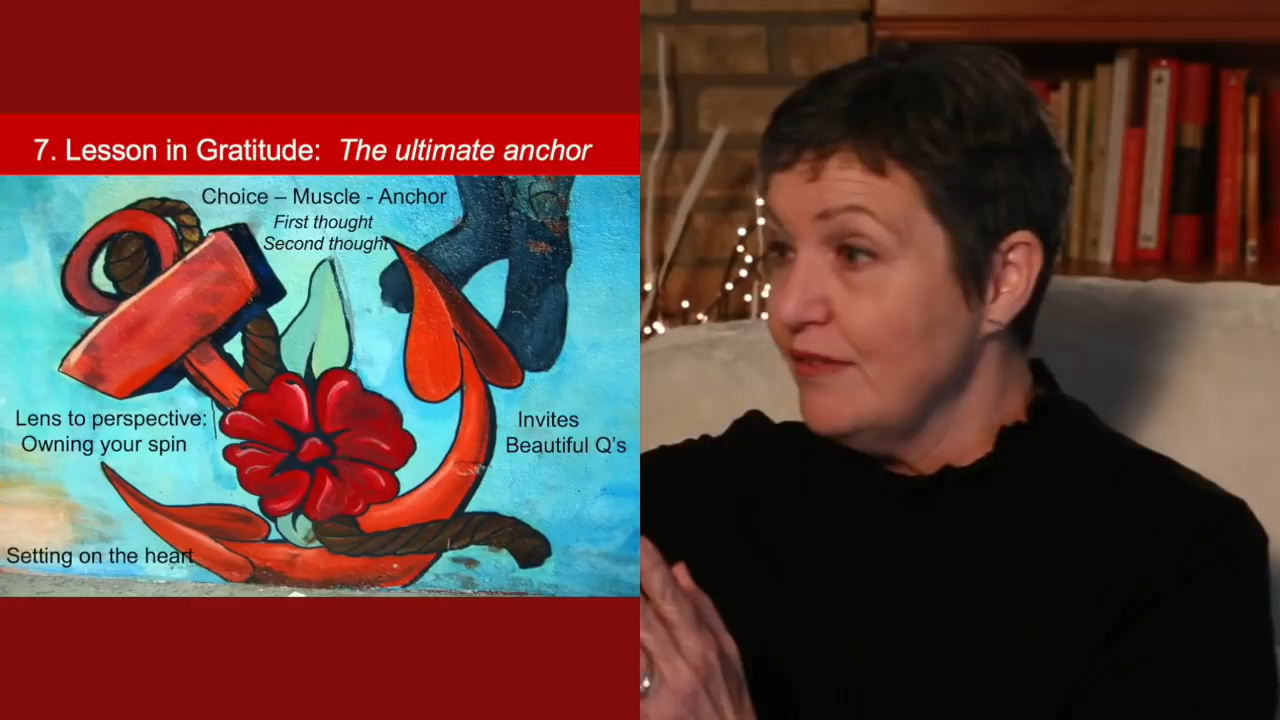 7. Lesson in Gratitude: The ultimate anchor
Choice – Muscle - Anchor
First thought
Second thought
Lens to perspective:
Owning your spin
Invites
Beautiful Q's
Setting on the heart